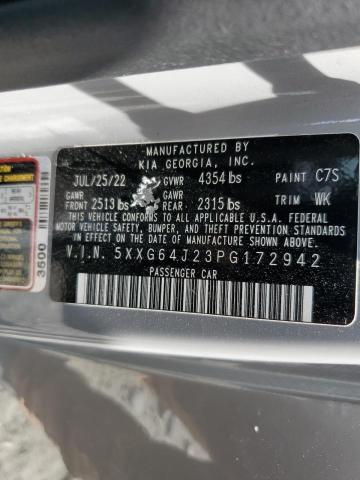 MANUFACTURED BY
KIA GEORGIA, INC.
JUL/25/22 GVWR 4354 lbs PAINT C7S
GAWR FRONT 2513 lbs GAWR REAR 2315 lbs TRIM WK
THIS VEHICLE CONFORMS TO ALL APPLICABLE U.S.A. FEDERAL
MOTOR VEHICLE SAFETY, BUMPER, AND THEFT PREVENTION STANDARDS
IN EFFECT ON THE DATE OF MANUFACTURE SHOWN ABOVE.
V.I.N. 5XXG64J23PG172942
PASSENGER CAR
3500